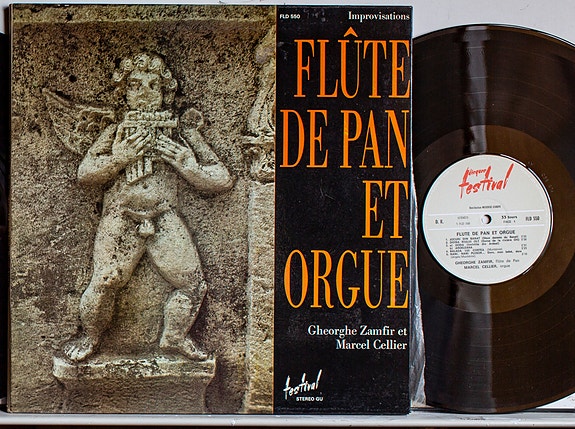 FLD 550
Improvisations
FLÛTE
DE PAN
ET
ORGUE
Gheorghe Zamfir et
Marcel Cellier
festival
STEREO GU
festival
D. R.
STEREO
33 tours
FLD 550
FLUTE DE PAN ET ORGUE
GHEORGHE ZAMFIR, Flûte de Pan
MARCEL CELLIER, orgue